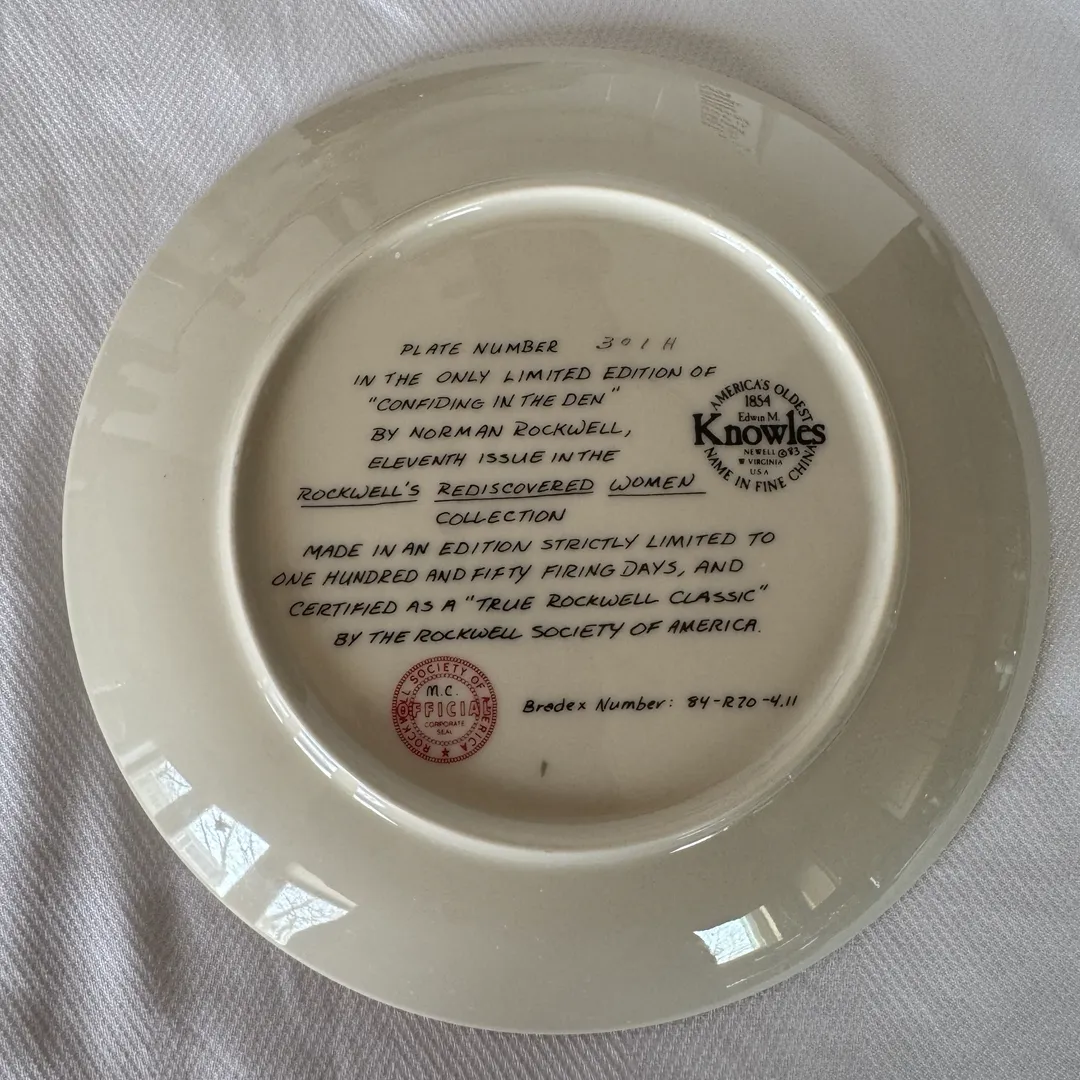 PLATE NUMBER 301H
IN THE ONLY LIMITED EDITION OF
"CONFIDING IN THE DEN"
BY NORMAN ROCKWELL,
ELEVENTH ISSUE IN THE
ROCKWELL'S REDISCOVERED WOMEN
COLLECTION
MADE IN AN EDITION STRICTLY LIMITED TO
ONE HUNDRED AND FIFTY FIRING DAYS, AND
CERTIFIED AS A "TRUE ROCKWELL CLASSIC"
BY THE ROCKWELL SOCIETY OF AMERICA.
AMERICA'S OLDEST
1854
Edwin M.
Knowles
NEWELL © 83
W VIRGINIA
USA
NAME IN FINE CHINA
ROCKWELL SOCIETY OF AMERICA
M.C.
OFFICIAL
CORPORATE
SEAL
Bradex Number: 84-R70-4.11